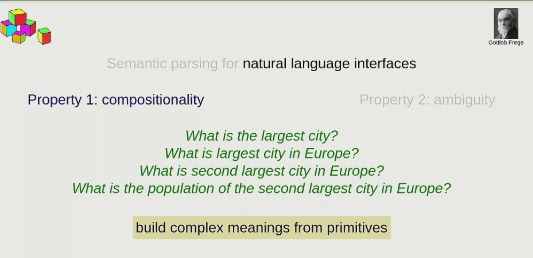 Gottlob Frege
Semantic parsing for natural language interfaces
Property 1: compositionality
Property 2: ambiguity
What is the largest city?
What is largest city in Europe?
What is second largest city in Europe?
What is the population of the second largest city in Europe?
build complex meanings from primitives